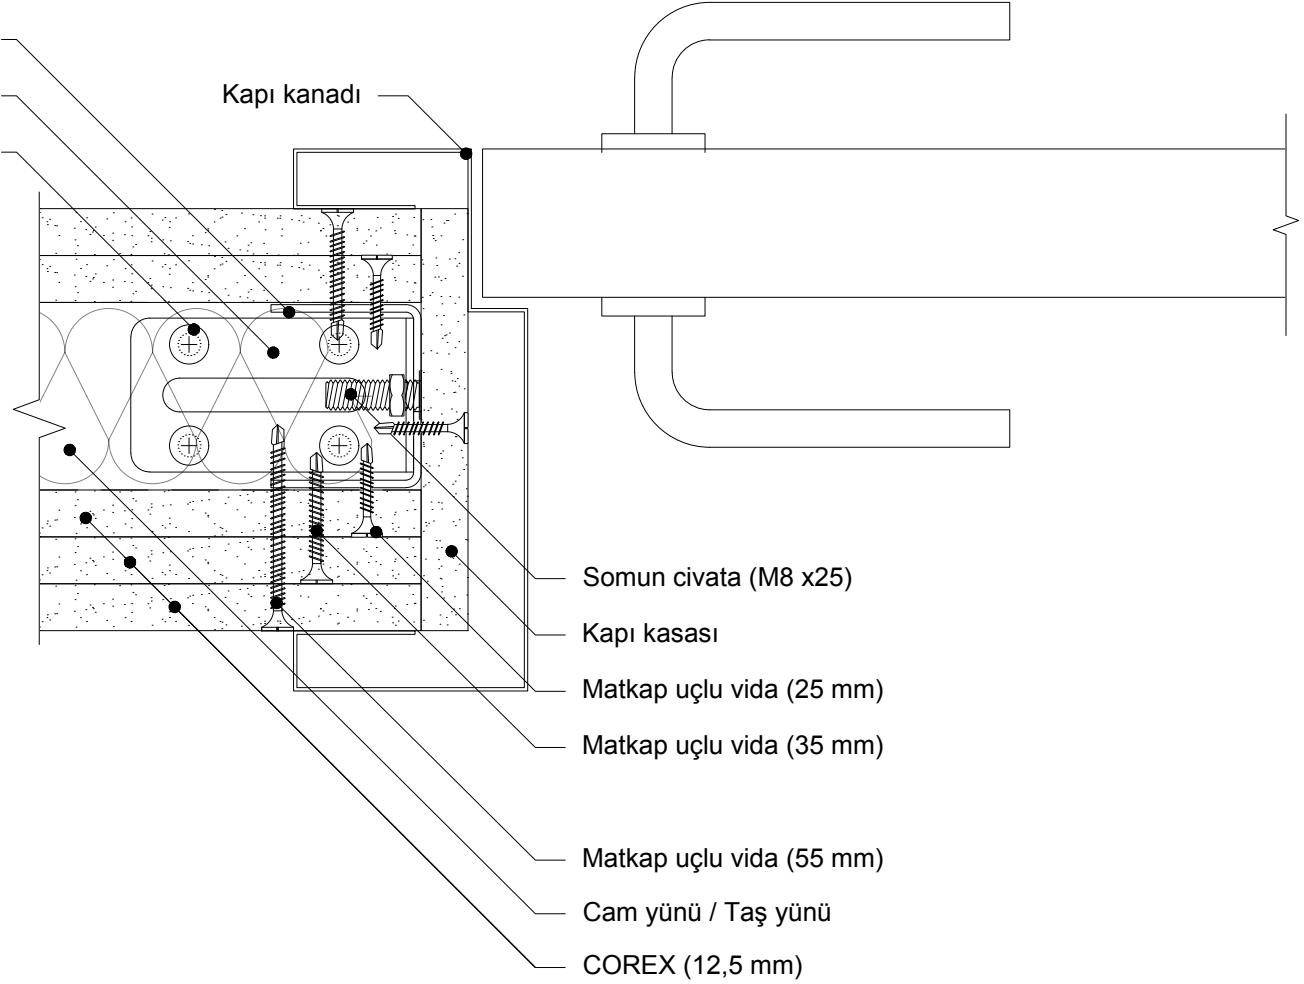 Kapı kanadı
Somun civata (M8 x25)
Kapı kasası
Matkap uçlu vida (25 mm)
Matkap uçlu vida (35 mm)
Matkap uçlu vida (55 mm)
Cam yünü / Taş yünü
COREX (12,5 mm)